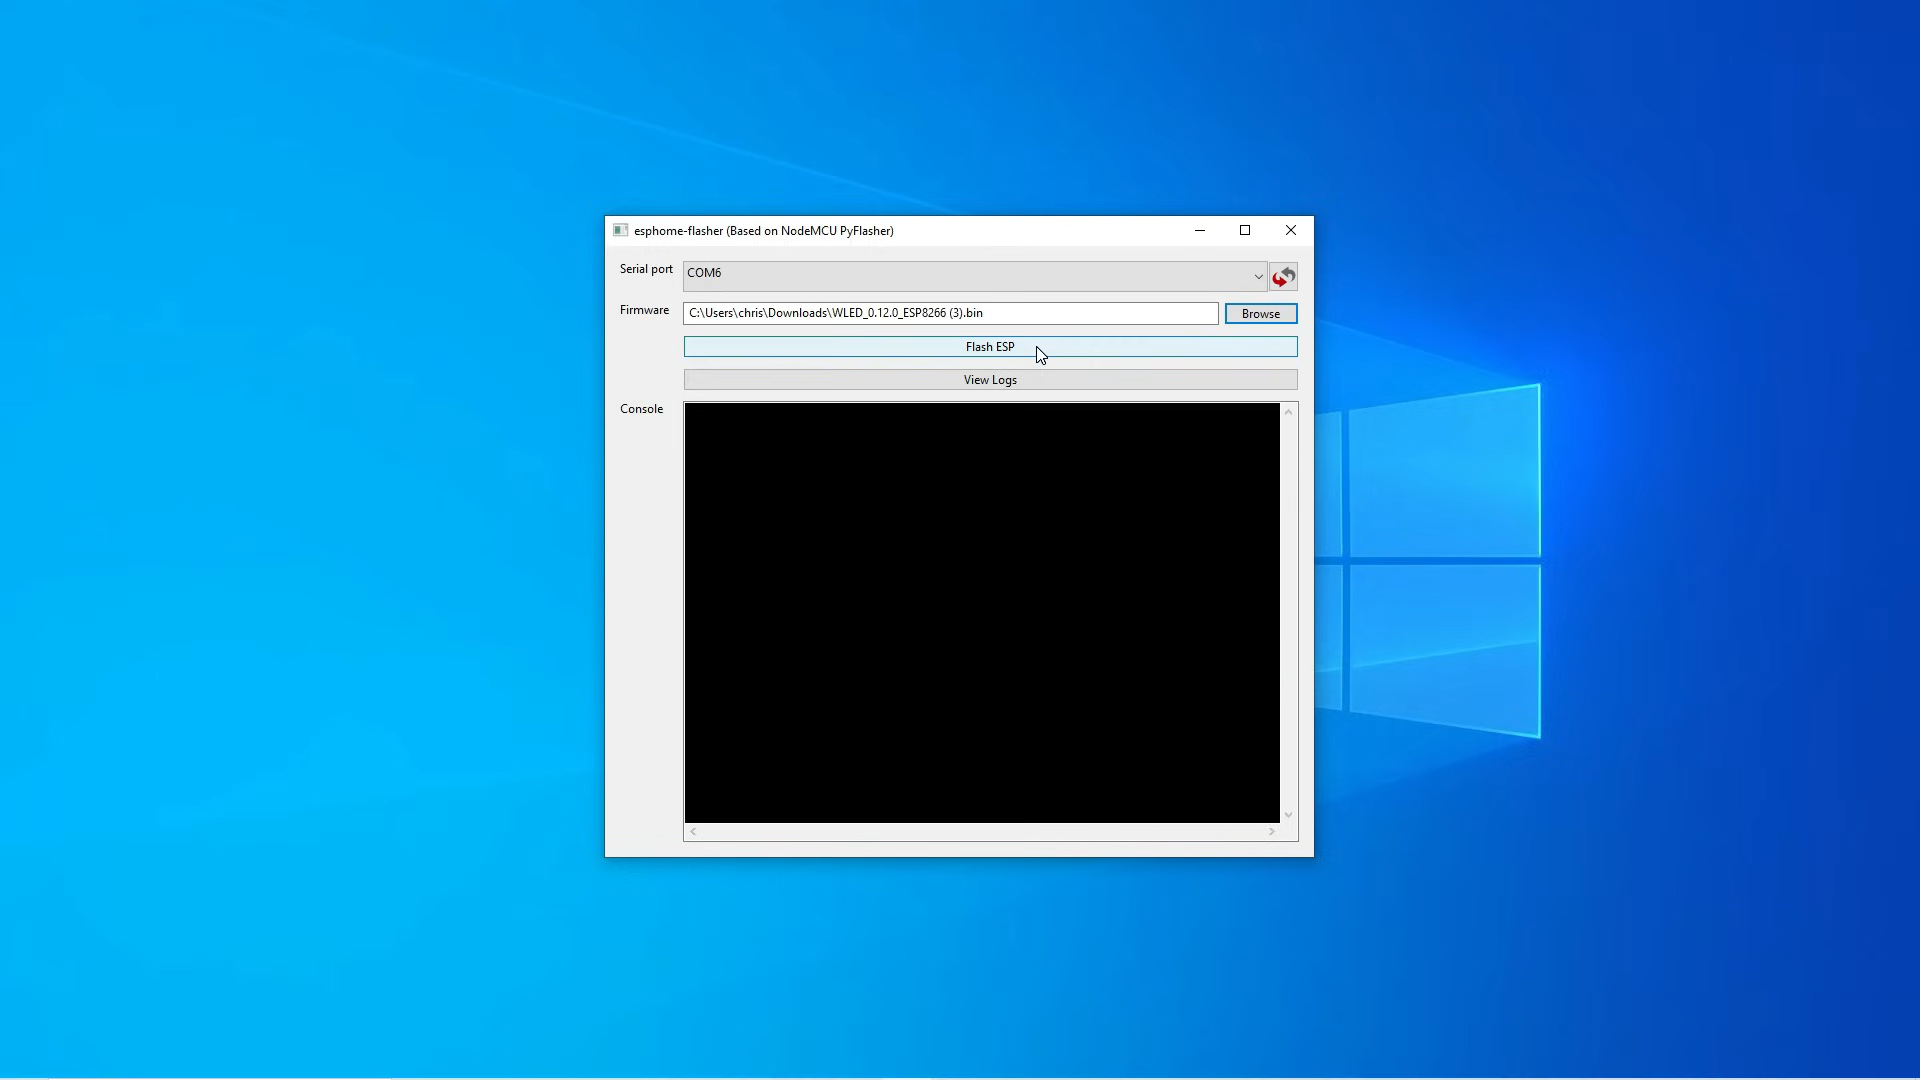 esphome-flasher (Based on NodeMCU PyFlasher)
Serial port COM6
Firmware C:\Users\chris\Downloads\WLED_0.12.0_ESP8266 (3).bin Browse
Flash ESP
View Logs
Console